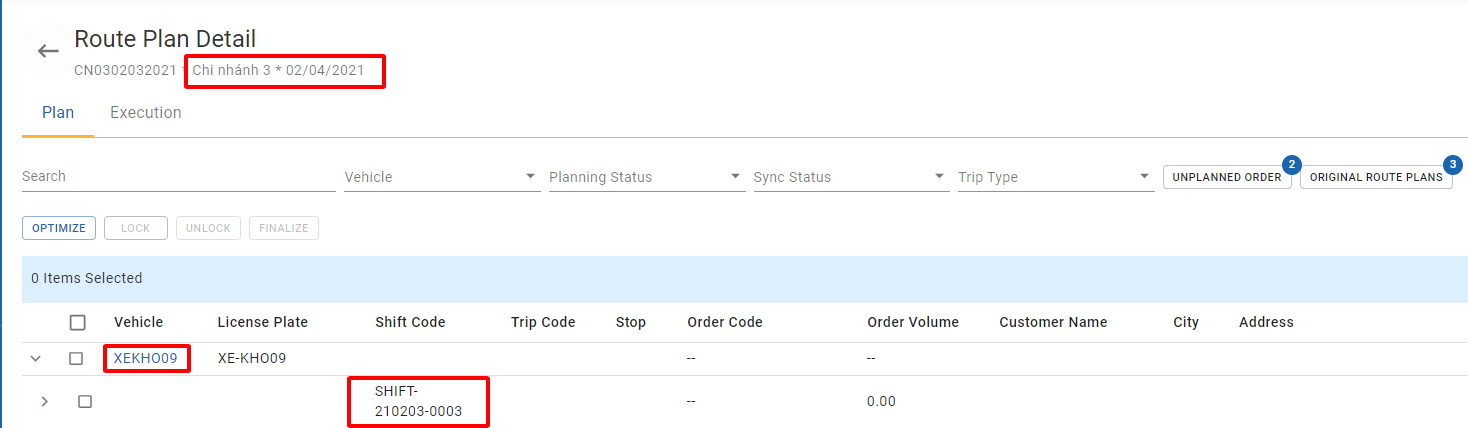 Route Plan Detail
CN0302032021 * Chi nhánh 3 * 02/04/2021
Plan Execution
Search Vehicle Planning Status Sync Status Trip Type UNPLANNED ORDER 2 ORIGINAL ROUTE PLANS 3
OPTIMIZE LOCK UNLOCK FINALIZE
0 Items Selected
Vehicle License Plate Shift Code Trip Code Stop Order Code Order Volume Customer Name City Address
XEKHO09 XE-KHO09 -- --
SHIFT-
210203-0003 -- 0.00